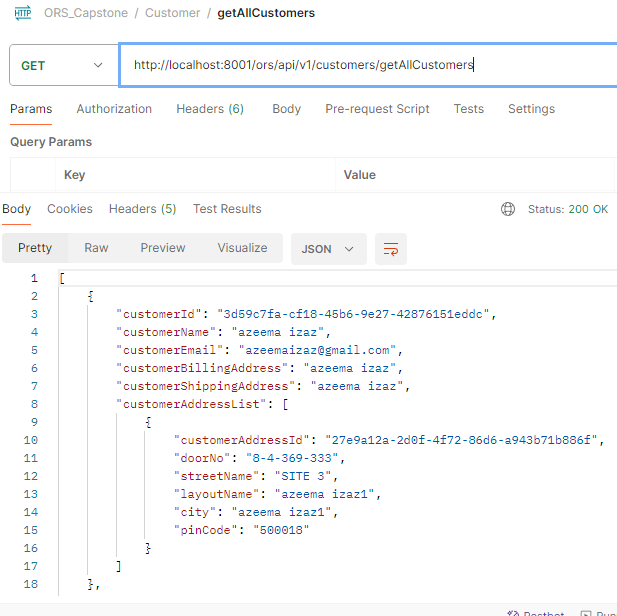 HTTP ORS_Capstone / Customer / getAllCustomers
GET http://localhost:8001/ors/api/v1/customers/getAllCustomers
Params Authorization Headers (6) Body Pre-request Script Tests Settings
Query Params
Key Value
Body Cookies Headers (5) Test Results Status: 200 OK
Pretty Raw Preview Visualize JSON
1 [
2 {
3 "customerId": "3d59c7fa-cf18-45b6-9e27-42876151eddc",
4 "customerName": "azeema izaz",
5 "customerEmail": "azeemaizaz@gmail.com",
6 "customerBillingAddress": "azeema izaz",
7 "customerShippingAddress": "azeema izaz",
8 "customerAddressList": [
9 {
10 "customerAddressId": "27e9a12a-2d0f-4f72-86d6-a943b71b886f",
11 "doorNo": "8-4-369-333",
12 "streetName": "SITE 3",
13 "layoutName": "azeema izaz1",
14 "city": "azeema izaz1",
15 "pinCode": "500018"
16 }
17 ]
18 },
Postbot